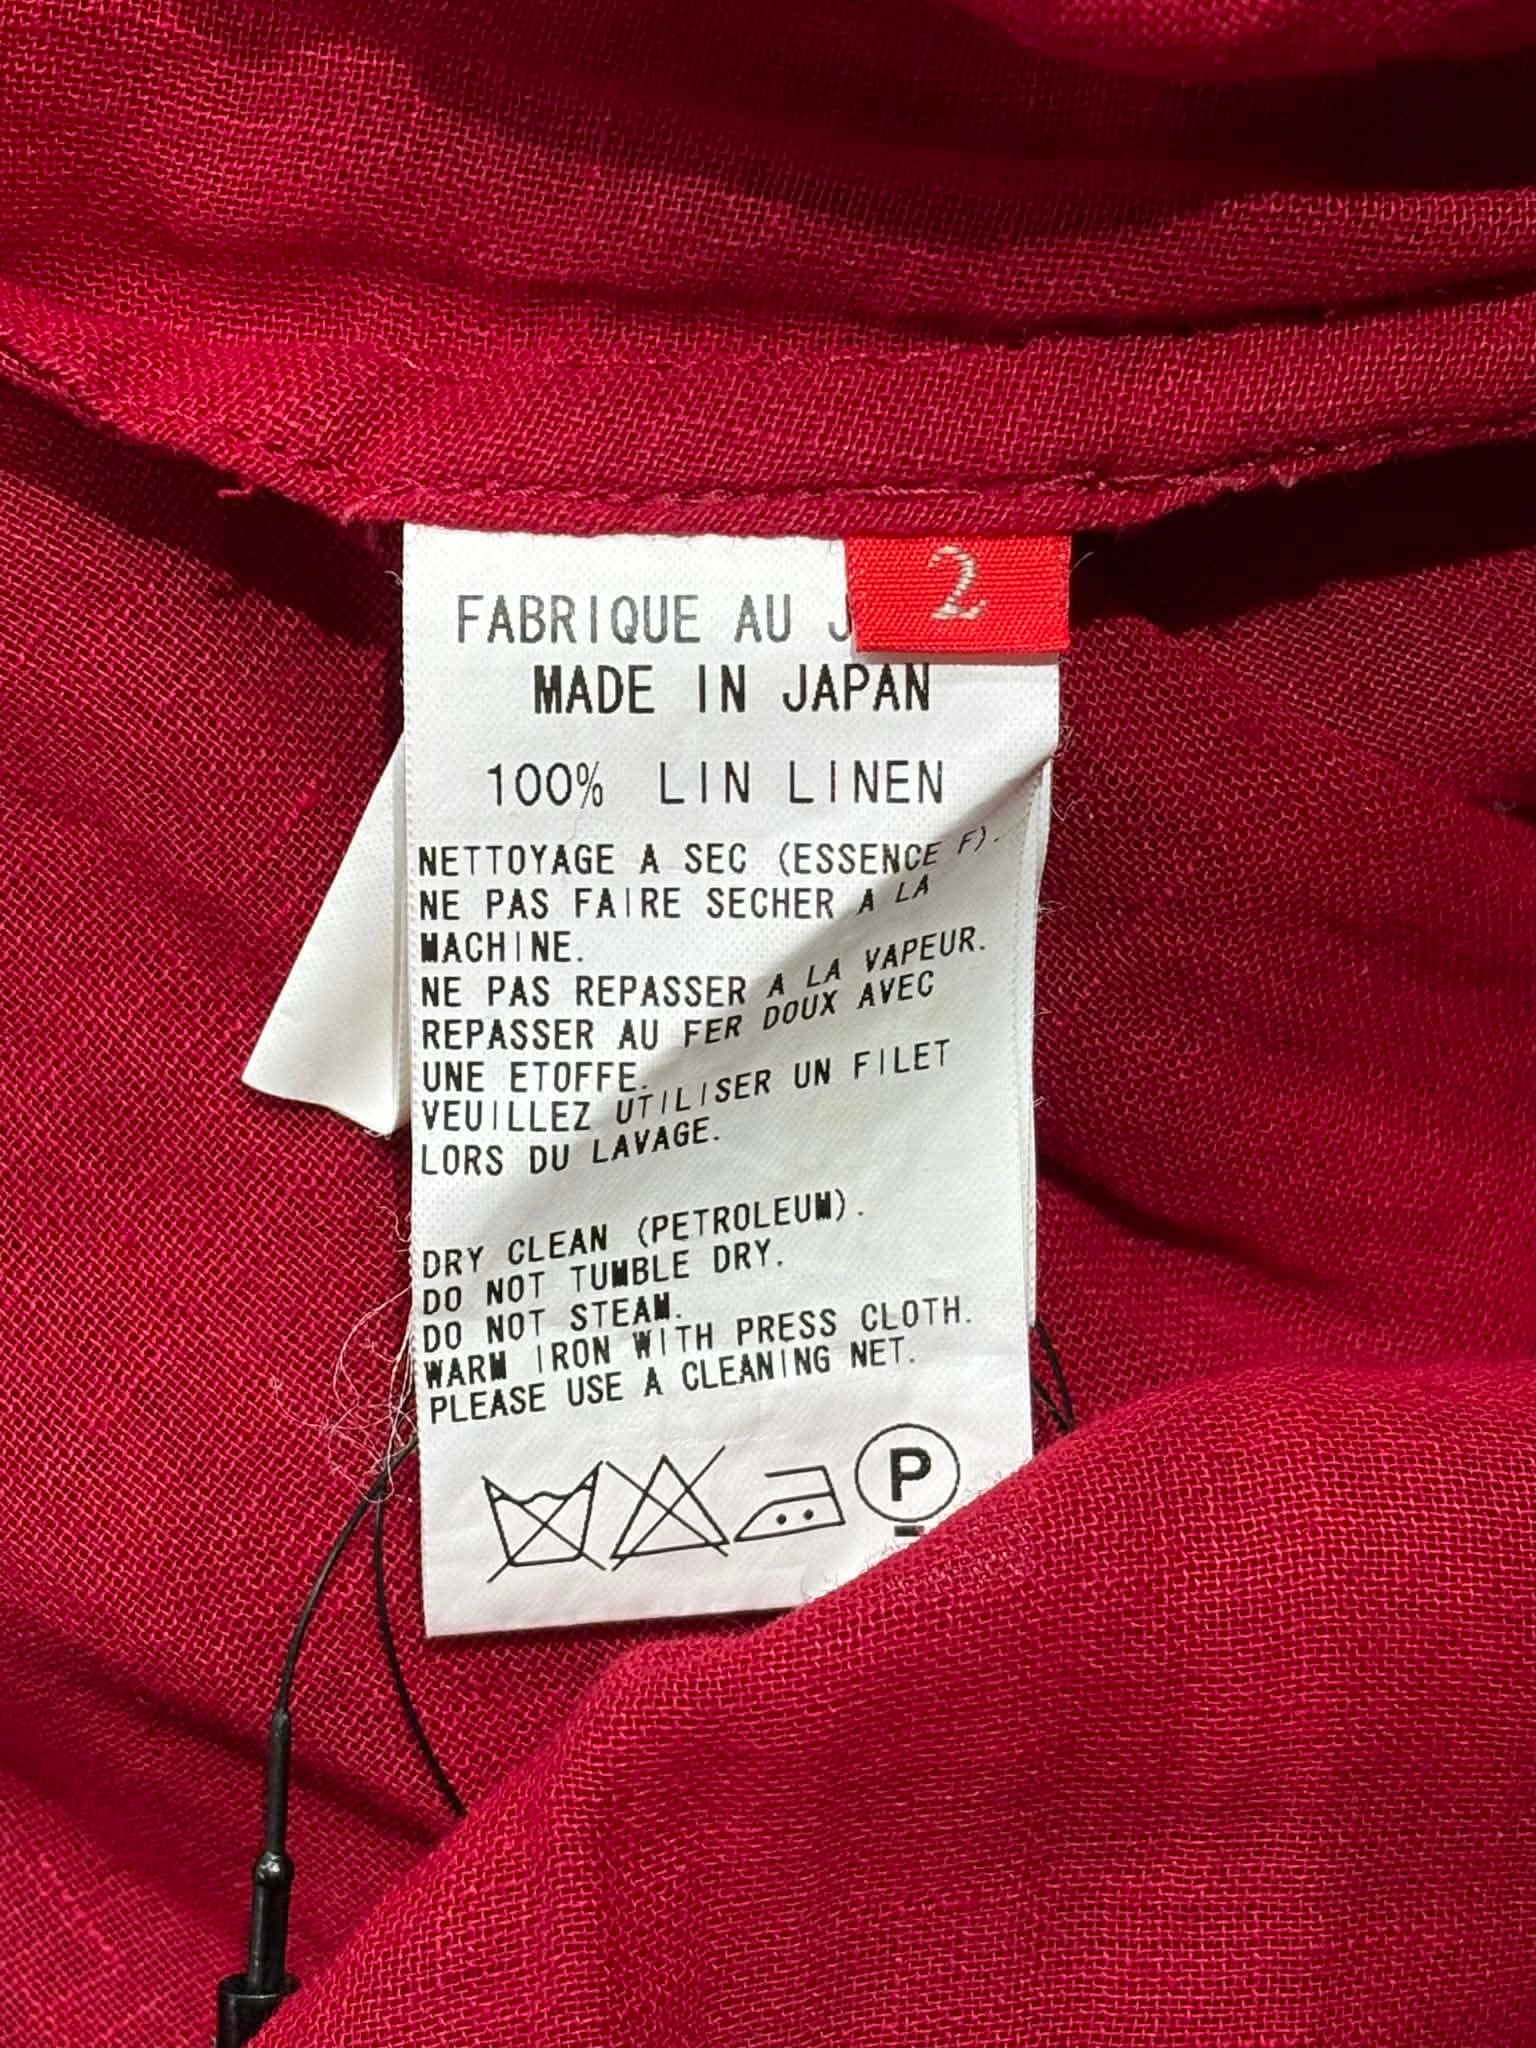 2
FABRIQUE AU J
MADE IN JAPAN
100% LIN LINEN
NETTOYAGE A SEC (ESSENCE F).
NE PAS FAIRE SECHER A LA
MACHINE.
NE PAS REPASSER A LA VAPEUR.
REPASSER AU FER DOUX AVEC
UNE ETOFFE.
VEUILLEZ UTILISER UN FILET
LORS DU LAVAGE.
DRY CLEAN (PETROLEUM).
DO NOT TUMBLE DRY.
DO NOT STEAM.
WARM IRON WITH PRESS CLOTH.
PLEASE USE A CLEANING NET.
P